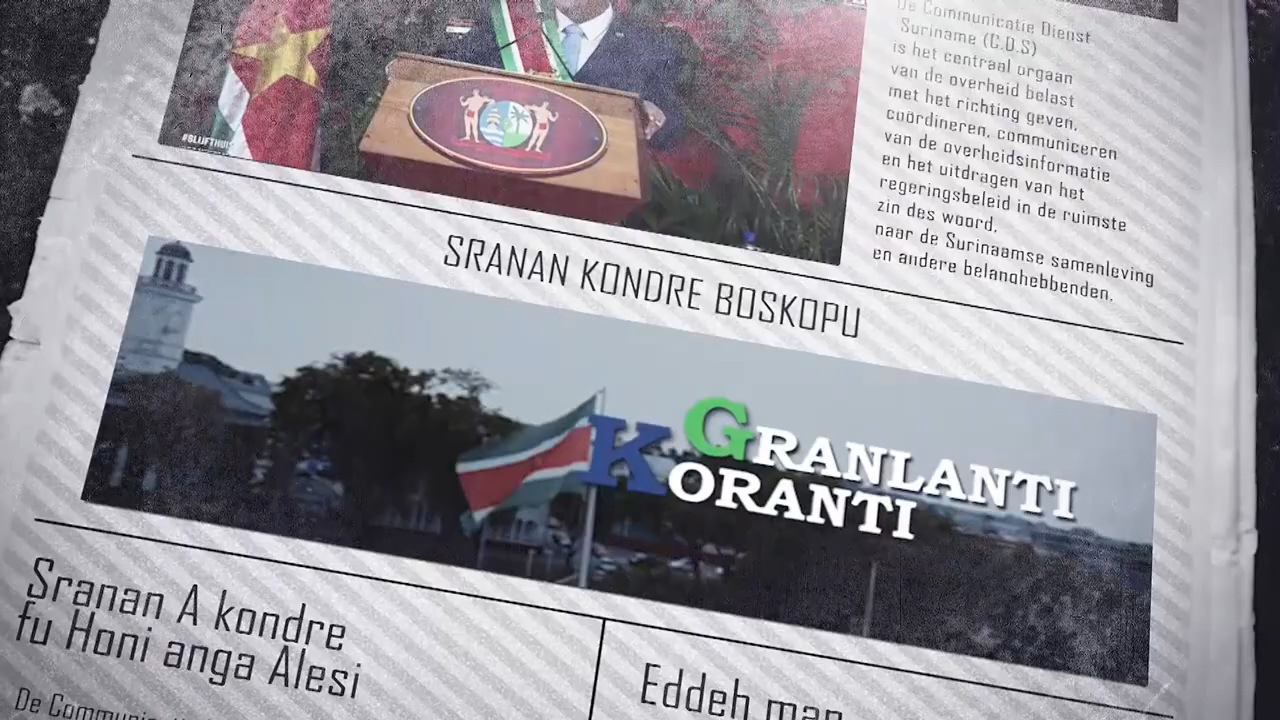 #BLIJFTHUIS
De Communicatie Dienst
Suriname (C.D.S)
is het centraal orgaan
van de overheid belast
met het richting geven,
coördineren, communiceren
van de overheidsinformatie
en het uitdragen van het
regeringsbeleid in de ruimste
zin des woord,
naar de Surinaamse samenleving
en andere belanghebbenden.
SRANAN KONDRE BOSKOPU
GRANLANTI
KORANTI
Sranan A kondre
fu Honi anga Alesi
De
Eddeh man